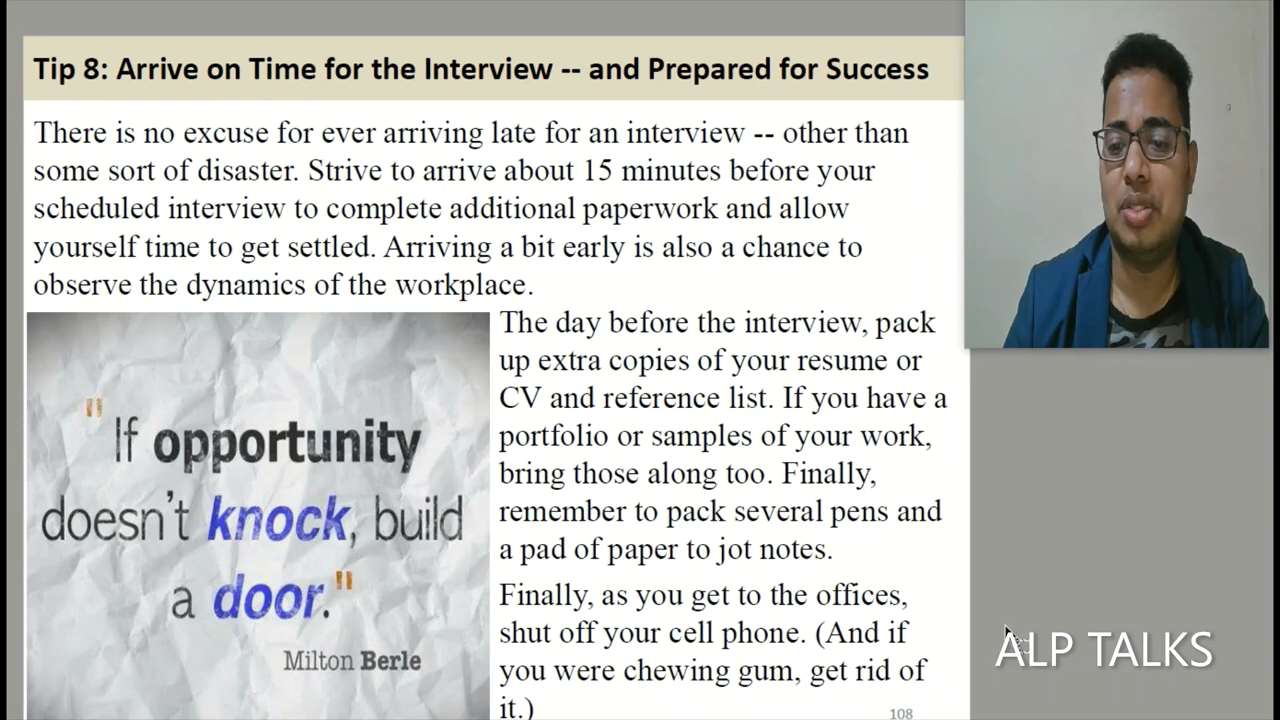 Tip 8: Arrive on Time for the Interview -- and Prepared for Success
There is no excuse for ever arriving late for an interview -- other than
some sort of disaster. Strive to arrive about 15 minutes before your
scheduled interview to complete additional paperwork and allow
yourself time to get settled. Arriving a bit early is also a chance to
observe the dynamics of the workplace.
"If opportunity
doesn't knock, build
a door."
Milton Berle
The day before the interview, pack
up extra copies of your resume or
CV and reference list. If you have a
portfolio or samples of your work,
bring those along too. Finally,
remember to pack several pens and
a pad of paper to jot notes.
Finally, as you get to the offices,
shut off your cell phone. (And if
you were chewing gum, get rid of
it.)
108
ALP TALKS